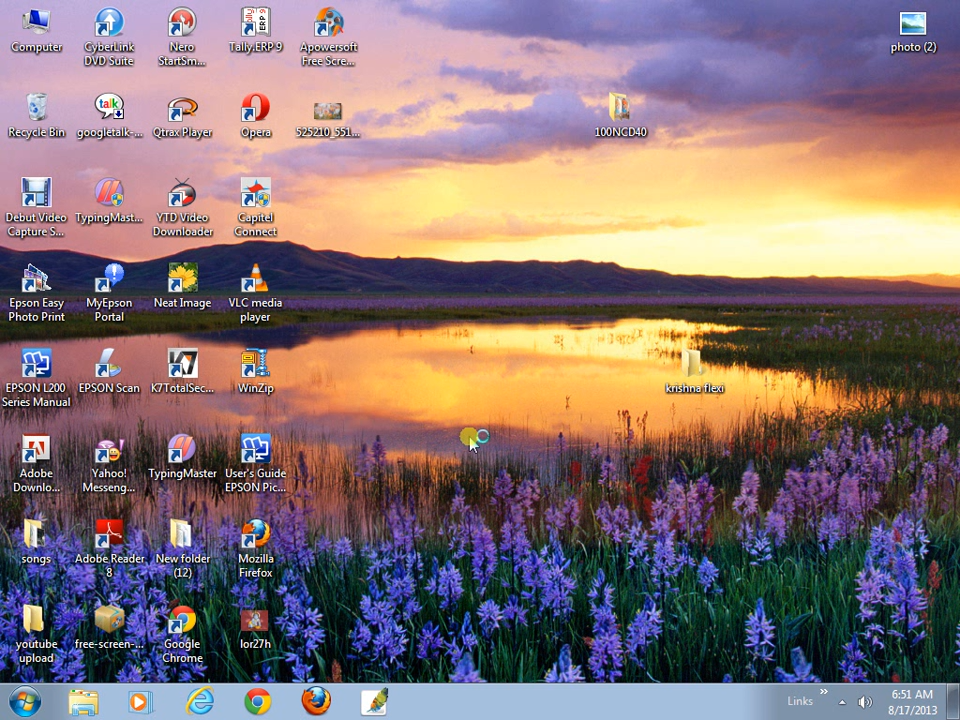 Computer
CyberLink
DVD Suite
Nero
StartSm...
Tally.ERP 9
Apowersoft
Free Scre...
photo (2)
Recycle Bin
googletalk-...
Qtrax Player
Opera
525210_551...
100NCD40
Debut Video
Capture S...
TypingMast...
YTD Video
Downloader
Capitel
Connect
Epson Easy
Photo Print
MyEpson
Portal
Neat Image
VLC media
player
EPSON L200
Series Manual
EPSON Scan
K7TotalSec...
WinZip
krishna flexi
Adobe
Downlo...
Yahoo!
Messeng...
TypingMaster
User's Guide
EPSON Pic...
songs
Adobe Reader
8
New folder
(12)
Mozilla
Firefox
youtube
upload
free-screen-...
Google
Chrome
lor27h
Links
6:51 AM
8/17/2013